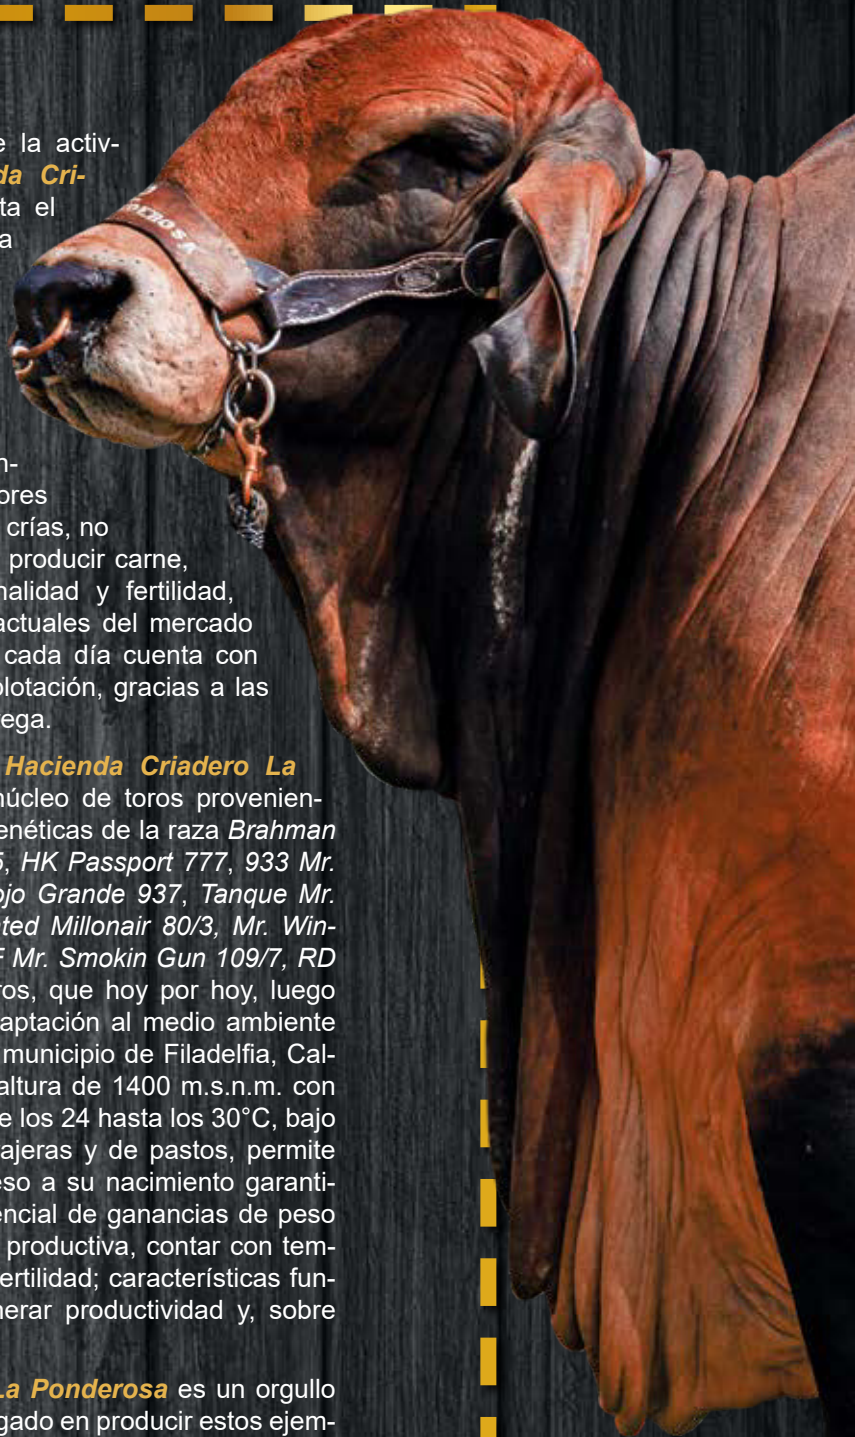 e la activ-
da Cri-
ta el
a
n-
ores
crías, no
producir carne,
nalidad y fertilidad,
actuales del mercado
cada día cuenta con
plotación, gracias a las
rega.
Hacienda Criadero La
núcleo de toros provenien-
enéticas de la raza Brahman
5, HK Passport 777, 933 Mr.
ojo Grande 937, Tanque Mr.
nted Millonair 80/3, Mr. Win-
F Mr. Smokin Gun 109/7, RD
ros, que hoy por hoy, luego
aptación al medio ambiente
municipio de Filadelfia, Cal-
altura de 1400 m.s.n.m. con
e los 24 hasta los 30°C, bajo
ajeras y de pastos, permite
eso a su nacimiento garanti-
encial de ganancias de peso
productiva, contar con tem-
ertilidad; características fun-
nerar productividad y, sobre
La Ponderosa es un orgullo
gado en producir estos ejem-